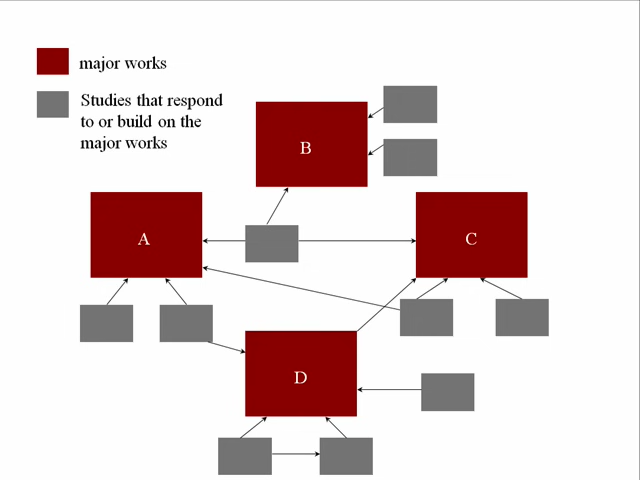 major works
Studies that respond
to or build on the
major works
B
A
C
D